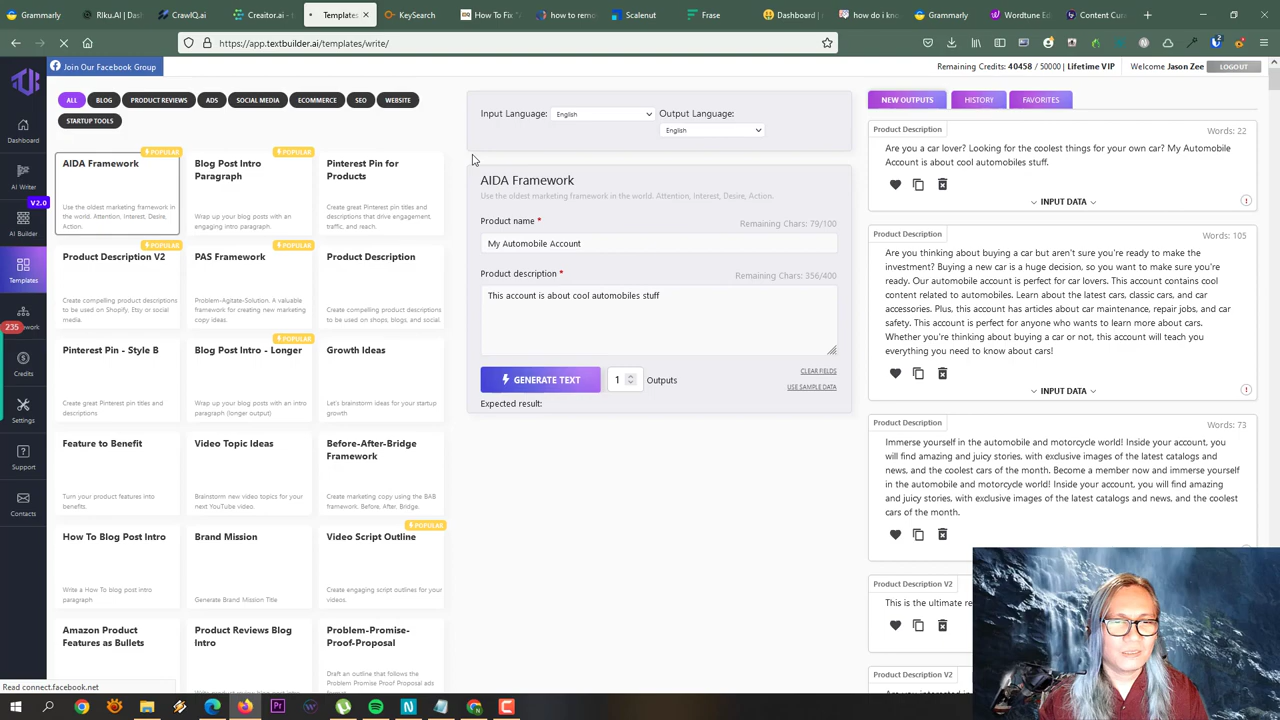 Grammarly
Riku.AI | Dash
CrawlQ.ai
Creator.ai -
Templates
KeySearch
How To Fix "
how to remo
Scalenut
Frase
Dashboard |
how do i kno
Grammarly
Wordtune Ed
Content Cur
https://app.textbuilder.ai/templates/write/
Join Our Facebook Group
Remaining Credits: 40458 / 50000 | Lifetime VIP
Welcome Jason Zee
LOGOUT
Dashboard
AI Writer
V2.0
AI Builder
Templates
235
Credits
Settings
Support
Contacts
ALL
BLOG
PRODUCT REVIEWS
ADS
SOCIAL MEDIA
ECOMMERCE
SEO
WEBSITE
STARTUP TOOLS
POPULAR
AIDA Framework
Use the oldest marketing framework in
the world. Attention, Interest, Desire,
Action.
POPULAR
Blog Post Intro
Paragraph
Wrap up your blog posts with an
engaging intro paragraph.
Pinterest Pin for
Products
Create great Pinterest pin titles and
descriptions that drive engagement,
traffic, and reach.
POPULAR
Product Description V2
Create compelling product descriptions
to be used on Shopify, Etsy or social
media.
POPULAR
PAS Framework
Problem-Agitate-Solution. A valuable
framework for creating new marketing
copy ideas.
Product Description
Create compelling product descriptions
to be used on shops, blogs, and social.
Pinterest Pin - Style B
Create great Pinterest pin titles and
descriptions
POPULAR
Blog Post Intro - Longer
Wrap up your blog posts with an intro
paragraph (longer output)
Growth Ideas
Let's brainstorm ideas for your startup
growth
Feature to Benefit
Turn your product features into
benefits.
Video Topic Ideas
Brainstorm new video topics for your
next YouTube video.
Before-After-Bridge
Framework
Create marketing copy using the BAB
framework. Before, After, Bridge.
How To Blog Post Intro
Write a How To blog post intro
paragraph
Brand Mission
Generate Brand Mission Title
POPULAR
Video Script Outline
Create engaging script outlines for your
videos.
Amazon Product
Features as Bullets
Product Reviews Blog
Intro
Problem-Promise-
Proof-Proposal
Draft an outline that follows the
Problem Promise Proof Proposal ads
Input Language:
English
Output Language:
English
AIDA Framework
Use the oldest marketing framework in the world. Attention, Interest, Desire, Action.
Product name *
Remaining Chars: 79/100
My Automobile Account
Product description *
Remaining Chars: 356/400
This account is about cool automobiles stuff
GENERATE TEXT
1
Outputs
CLEAR FIELDS
USE SAMPLE DATA
Expected result:
NEW OUTPUTS
HISTORY
FAVORITES
Product Description
Words: 22
Are you a car lover? Looking for the coolest things for your own car? My Automobile
Account is about cool automobiles stuff.
INPUT DATA
Product Description
Words: 105
Are you thinking about buying a car but aren't sure you're ready to make the
investment? Buying a new car is a huge decision, so you want to make sure you're
ready. Our automobile account is perfect for car lovers. This account contains cool
content related to automobiles. Learn about the latest cars, classic cars, and car
accessories. Plus, this account has articles about car maintenance, repair jobs, and car
safety. This account is perfect for anyone who wants to learn more about cars.
Whether you're thinking about buying a car or not, this account will teach you
everything you need to know about cars!
INPUT DATA
Product Description
Words: 73
Immerse yourself in the automobile and motorcycle world! Inside your account, you
will find amazing and juicy stories, with exclusive images of the latest catalogs and
news, and the coolest cars of the month. Become a member now and immerse yourself
in the automobile and motorcycle world! Inside your account, you will find amazing
and juicy stories, with exclusive images of the latest catalogs and news, and the coolest
cars of the month.
Product Description V2
This is the ultimate re
Product Description V2
Read connect.facebook.net